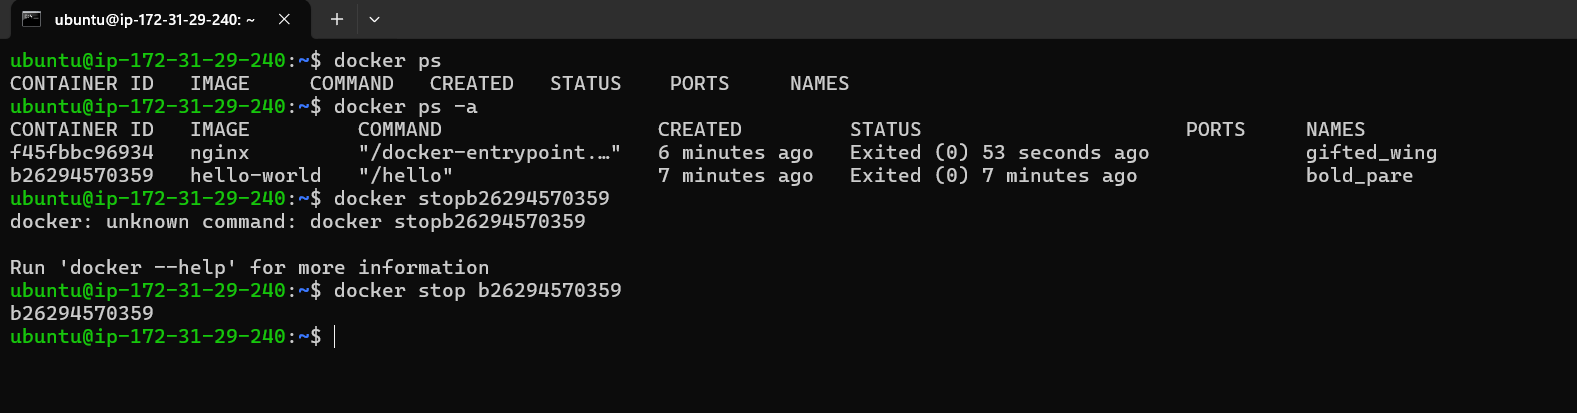 ubuntu@ip-172-31-29-240: ~
ubuntu@ip-172-31-29-240:~$ docker ps
CONTAINER ID   IMAGE     COMMAND   CREATED   STATUS    PORTS     NAMES
ubuntu@ip-172-31-29-240:~$ docker ps -a
CONTAINER ID   IMAGE         COMMAND                  CREATED         STATUS                      PORTS     NAMES
f45fbbc96934   nginx         "/docker-entrypoint.…"   6 minutes ago   Exited (0) 53 seconds ago             gifted_wing
b26294570359   hello-world   "/hello"                 7 minutes ago   Exited (0) 7 minutes ago              bold_pare
ubuntu@ip-172-31-29-240:~$ docker stopb26294570359
docker: unknown command: docker stopb26294570359

Run 'docker --help' for more information
ubuntu@ip-172-31-29-240:~$ docker stop b26294570359
b26294570359
ubuntu@ip-172-31-29-240:~$